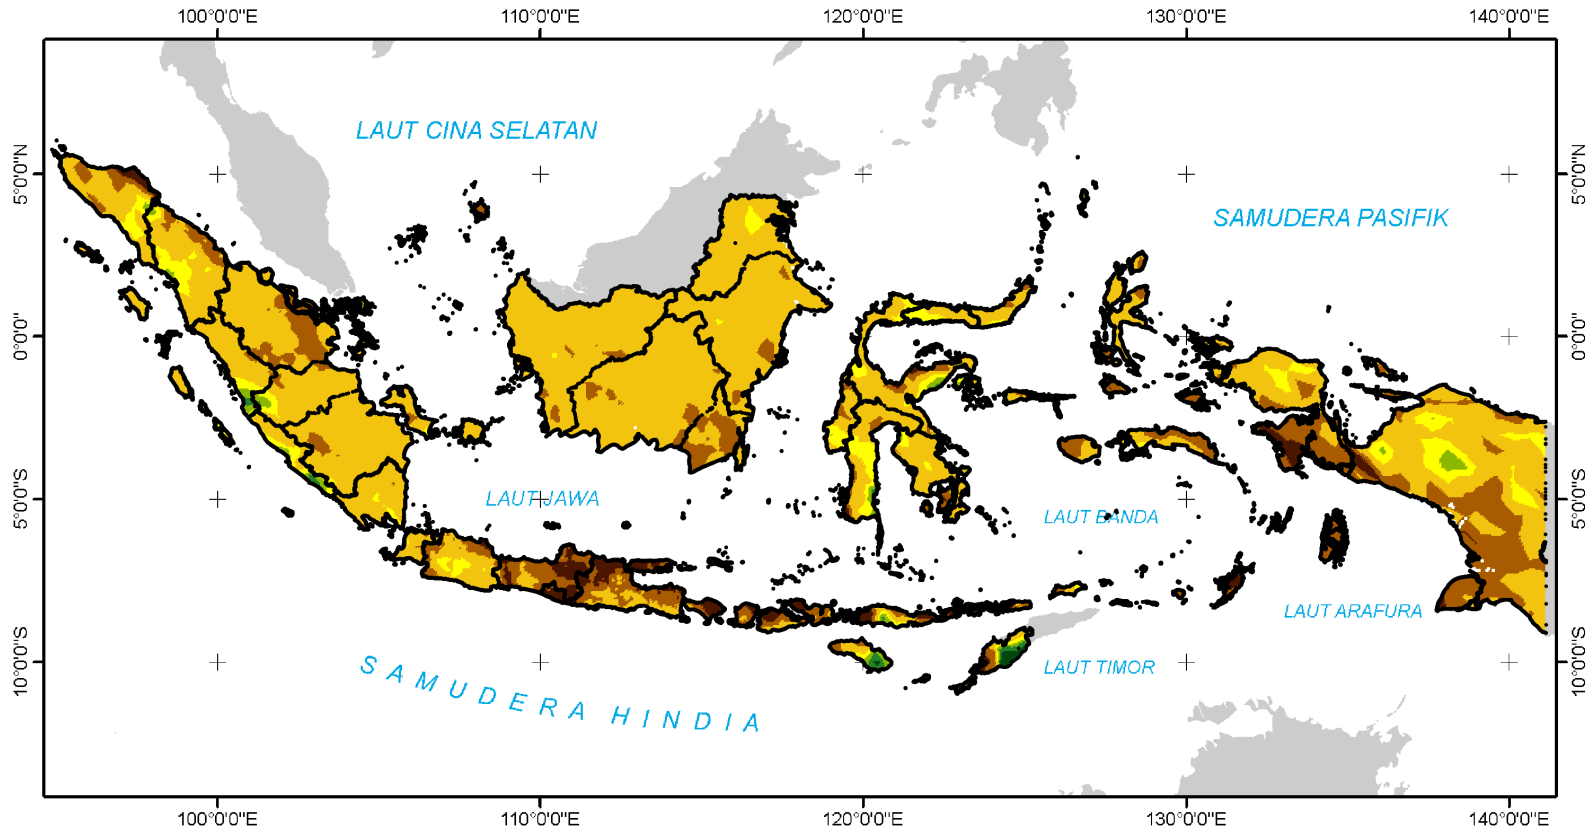 100°0'0"E 110°0'0"E 120°0'0"E 130°0'0"E 140°0'0"E
LAUT CINA SELATAN
5°0'0"N 5°0'0"N
SAMUDERA PASIFIK
0°0'0" 0°0'0"
5°0'0"S LAUT JAWA 5°0'0"S
LAUT BANDA
LAUT ARAFURA
10°0'0"S LAUT TIMOR 10°0'0"S
SAMUDERA HINDIA
100°0'0"E 110°0'0"E 120°0'0"E 130°0'0"E 140°0'0"E